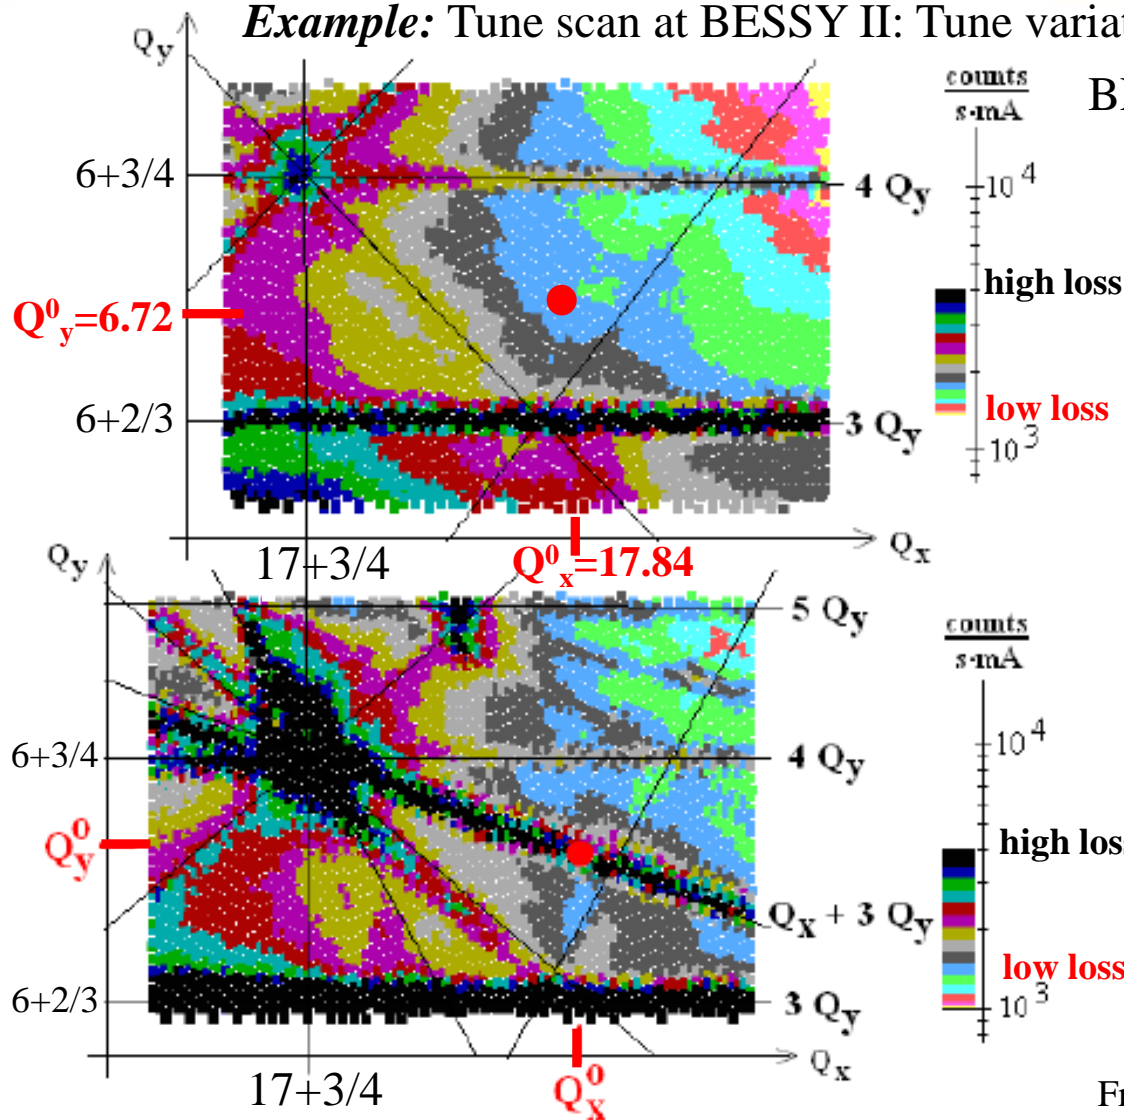 Example: Tune scan at BESSY II: Tune variat
Qy
counts
s·mA
6+3/4
4 Qy
10 4
high loss
Q0y=6.72
low loss
6+2/3
3 Qy
10 3
Qx
17+3/4
Q0x=17.84
Qy
5 Qy
counts
s·mA
6+3/4
4 Qy
10 4
Q0y
high loss
Qx + 3 Qy
low loss
6+2/3
3 Qy
10 3
Qx
17+3/4
Q0x